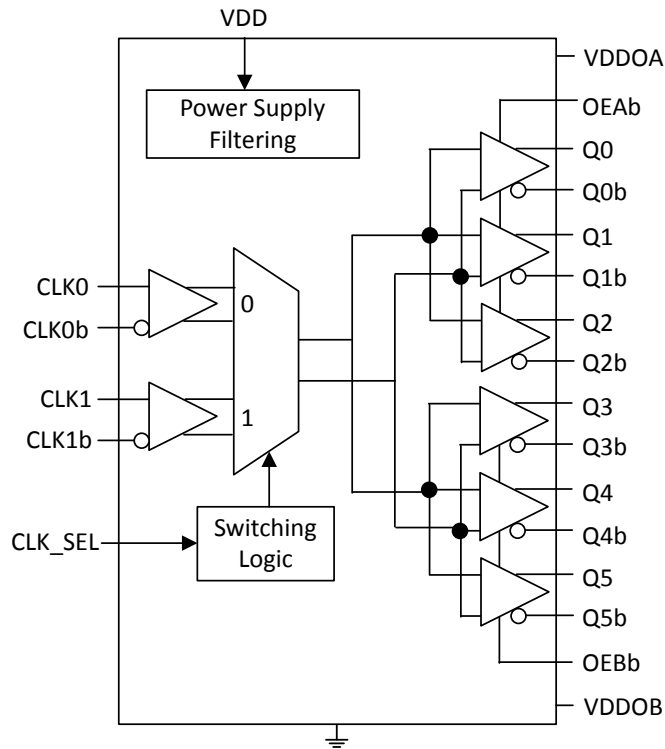 VDD
Power Supply
Filtering
VDDOA
OEAb
Q0
Q0b
Q1
Q1b
Q2
Q2b
Q3
Q3b
Q4
Q4b
Q5
Q5b
OEBb
VDDOB
CLK0
CLK0b
CLK1
CLK1b
0
1
CLK_SEL
Switching
Logic